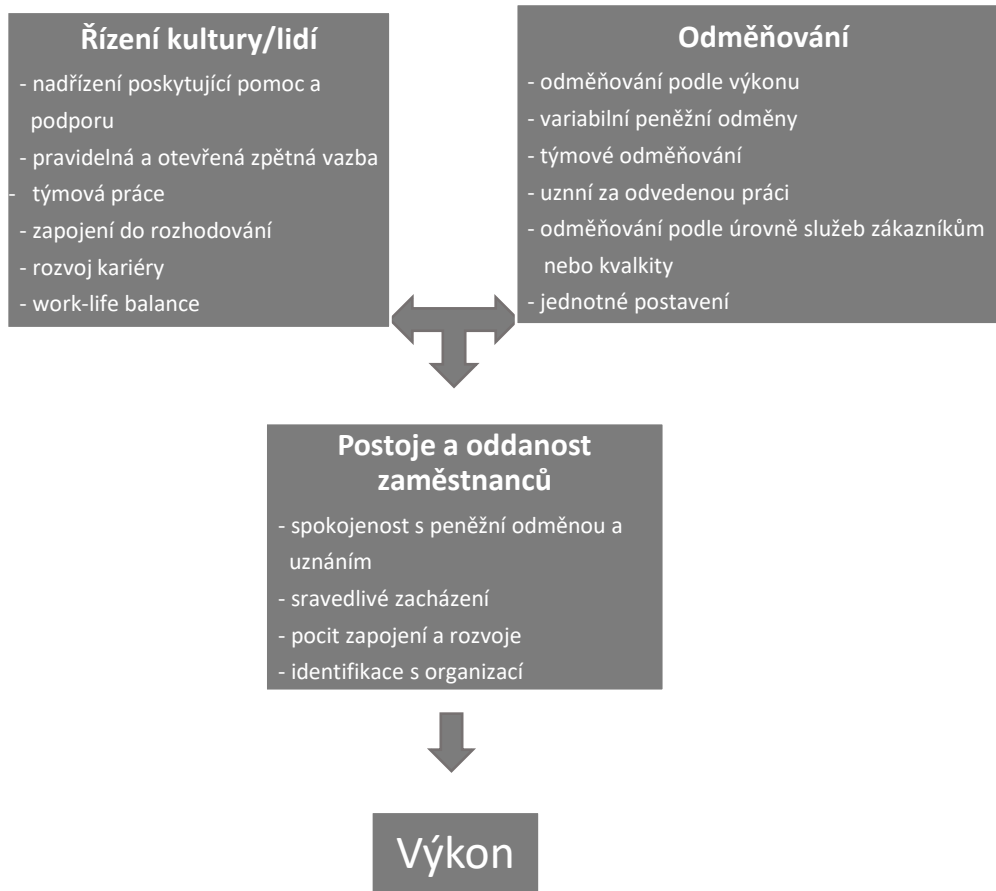 Řízení kultury/lidí
- nadřízení poskytující pomoc a
podporu
- pravidelná a otevřená zpětná vazba
- týmová práce
- zapojení do rozhodování
- rozvoj kariéry
- work-life balance
Odměňování
- odměňování podle výkonu
- variabilní peněžní odměny
- týmové odměňování
- uznní za odvedenou práci
- odměňování podle úrovně služeb zákazníkům
nebo kvalkity
- jednotné postavení
Postoje a oddanost
zaměstnanců
- spokojenost s peněžní odměnou a
uznáním
- sravedlivé zacházení
- pocit zapojení a rozvoje
- identifikace s organizací
Výkon